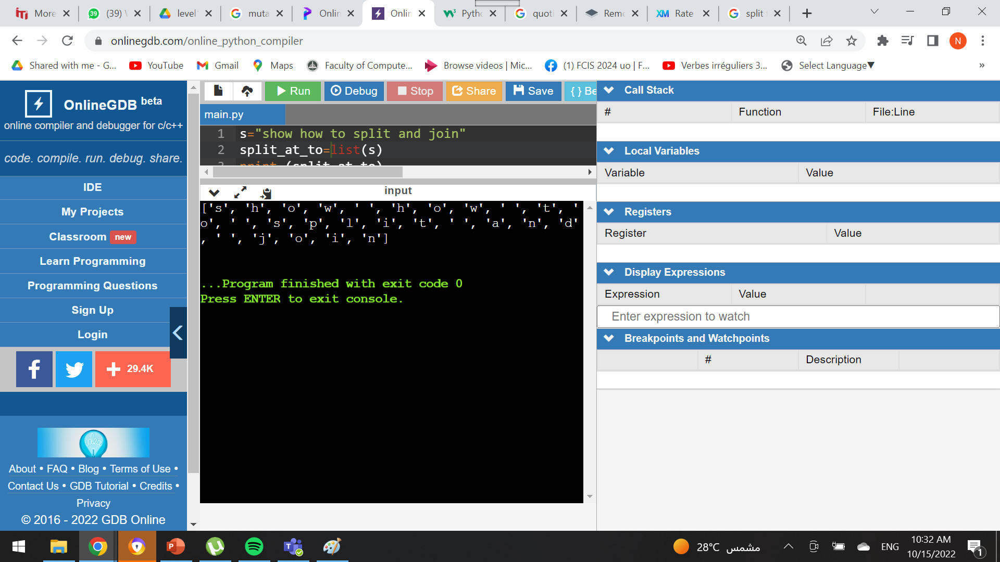 More
(39) \
level
muta
Onlin
Onlin
Pytho
quoti
Remo
Rate
split
onlinegdb.com/online_python_compiler
N
Shared with me - G...
YouTube
Gmail
Maps
Faculty of Compute...
Browse videos | Mic...
(1) FCIS 2024 uo | F...
Verbes irréguliers 3...
Select Language▼
»
OnlineGDB beta
online compiler and debugger for c/c++
code. compile. run. debug. share.
IDE
My Projects
Classroom new
Learn Programming
Programming Questions
Sign Up
Login
29.4K
About • FAQ • Blog • Terms of Use •
Contact Us • GDB Tutorial • Credits •
Privacy
© 2016 - 2022 GDB Online
Run
Debug
Stop
Share
Save
{ } Be
main.py
1 s="show how to split and join"
2 split_at_to=list(s)
3 print (split_at_to)
input
['s', 'h', 'o', 'w', ' ', 'h', 'o', 'w', ' ', 't', '
o', ' ', 's', 'p', 'l', 'i', 't', ' ', 'a', 'n', 'd'
, ' ', 'j', 'o', 'i', 'n']
...Program finished with exit code 0
Press ENTER to exit console.
Call Stack
# Function File:Line
Local Variables
Variable Value
Registers
Register Value
Display Expressions
Expression Value
Enter expression to watch
Breakpoints and Watchpoints
# Description
28°C مشمس
ENG
10:32 AM
10/15/2022
1